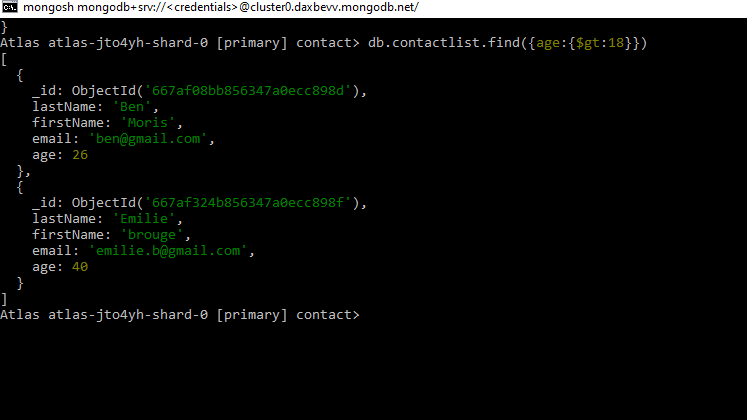 mongosh mongodb+srv://<credentials>@cluster0.daxbevv.mongodb.net/
}
Atlas atlas-jto4yh-shard-0 [primary] contact> db.contactlist.find({age:{$gt:18}})
[
  {
    _id: ObjectId('667af08bb856347a0ecc898d'),
    lastName: 'Ben',
    firstName: 'Moris',
    email: 'ben@gmail.com',
    age: 26
  },
  {
    _id: ObjectId('667af324b856347a0ecc898f'),
    lastName: 'Emilie',
    firstName: 'brouge',
    email: 'emilie.b@gmail.com',
    age: 40
  }
]
Atlas atlas-jto4yh-shard-0 [primary] contact>